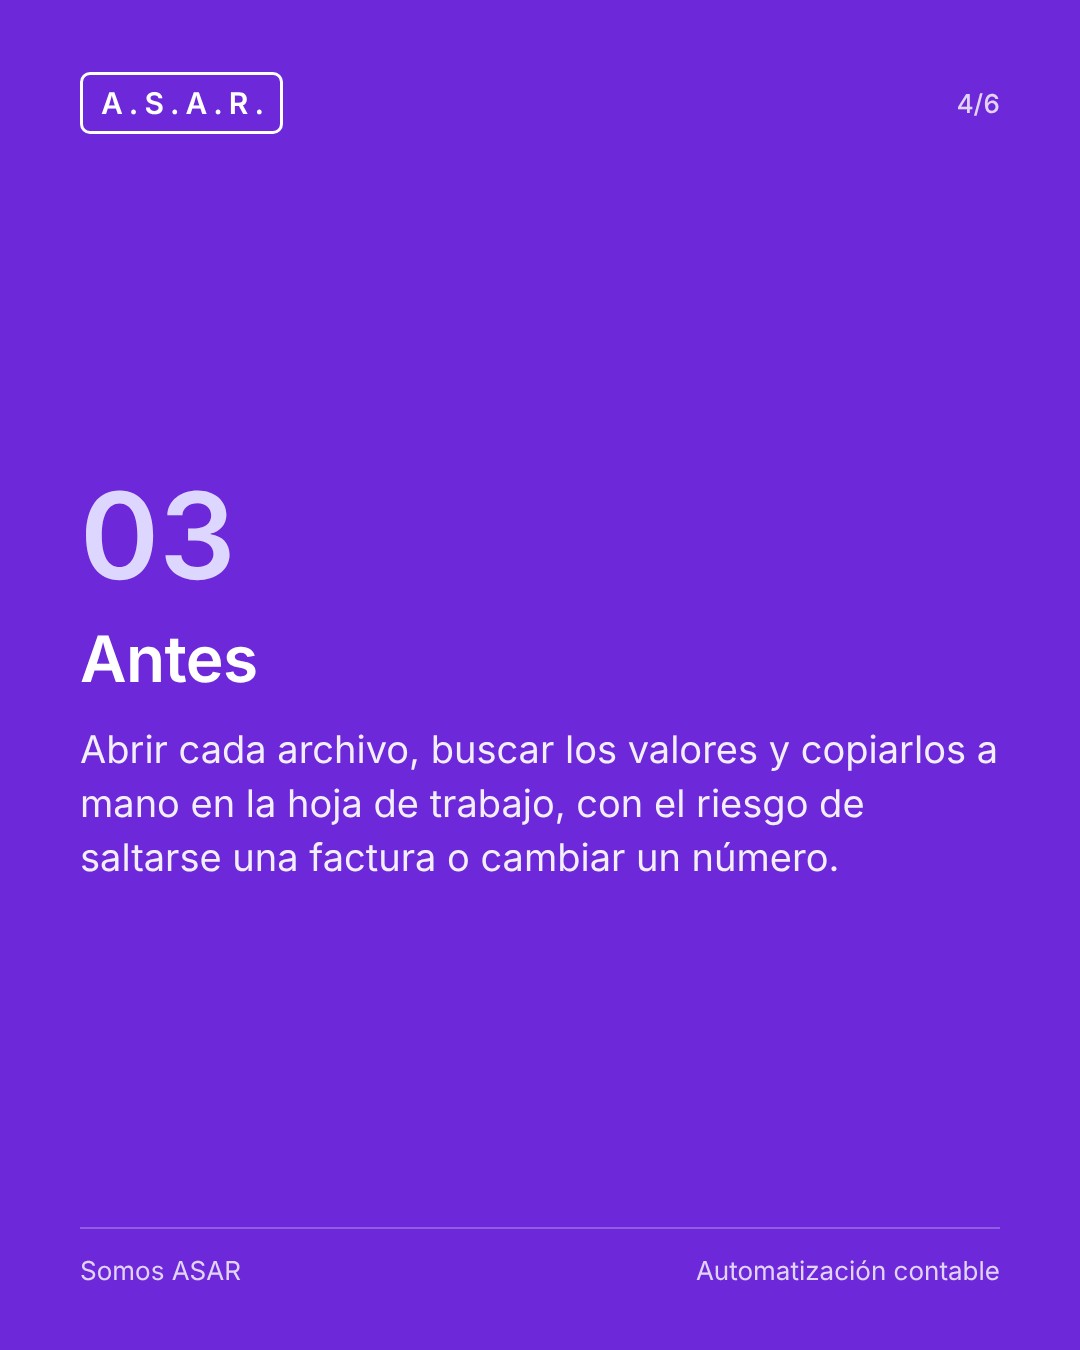 A.S.A.R.
4/6
03
Antes
Abrir cada archivo, buscar los valores y copiarlos a
mano en la hoja de trabajo, con el riesgo de
saltarse una factura o cambiar un número.
Somos ASAR
Automatización contable